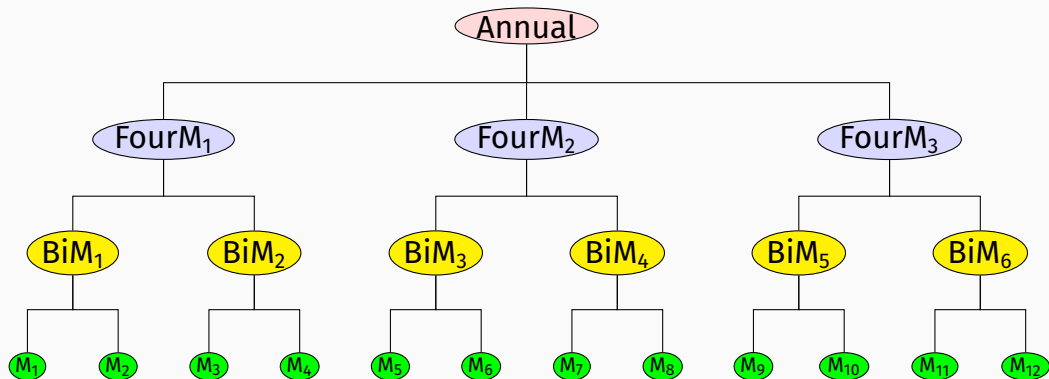 Annual
FourM₁ FourM₂ FourM₃
BiM₁ BiM₂ BiM₃ BiM₄ BiM₅ BiM₆
M₁ M₂ M₃ M₄ M₅ M₆ M₇ M₈ M₉ M₁₀ M₁₁ M₁₂